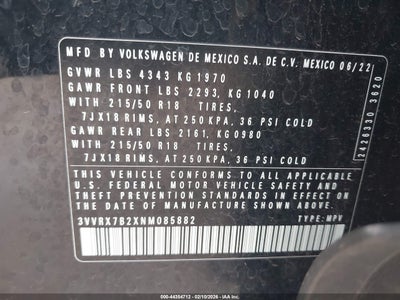 MFD BY VOLKSWAGEN DE MEXICO S.A. DE C.V. MEXICO 06/22
GVWR LBS 4343 KG 1970
GAWR FRONT LBS 2293, KG 1040
WITH 215/50 R18 TIRES,
7JX18 RIMS, AT 250 KPA, 36 PSI COLD
GAWR REAR LBS 2161, KG 0980
WITH 215/50 R18 TIRES,
7JX18 RIMS, AT 250 KPA, 36 PSI COLD
THIS VEHICLE CONFORMS TO ALL APPLICABLE
U.S. FEDERAL MOTOR VEHICLE SAFETY AND
THEFT PREVENTION STANDARDS IN EFFECT ON THE
DATE OF MANUFACTURE SHOWN ABOVE.
3VVRX7B2XNM085882 TYPE: MPV
2426330 3620
000-44354713 - 02/10/2026 - IAA Inc.